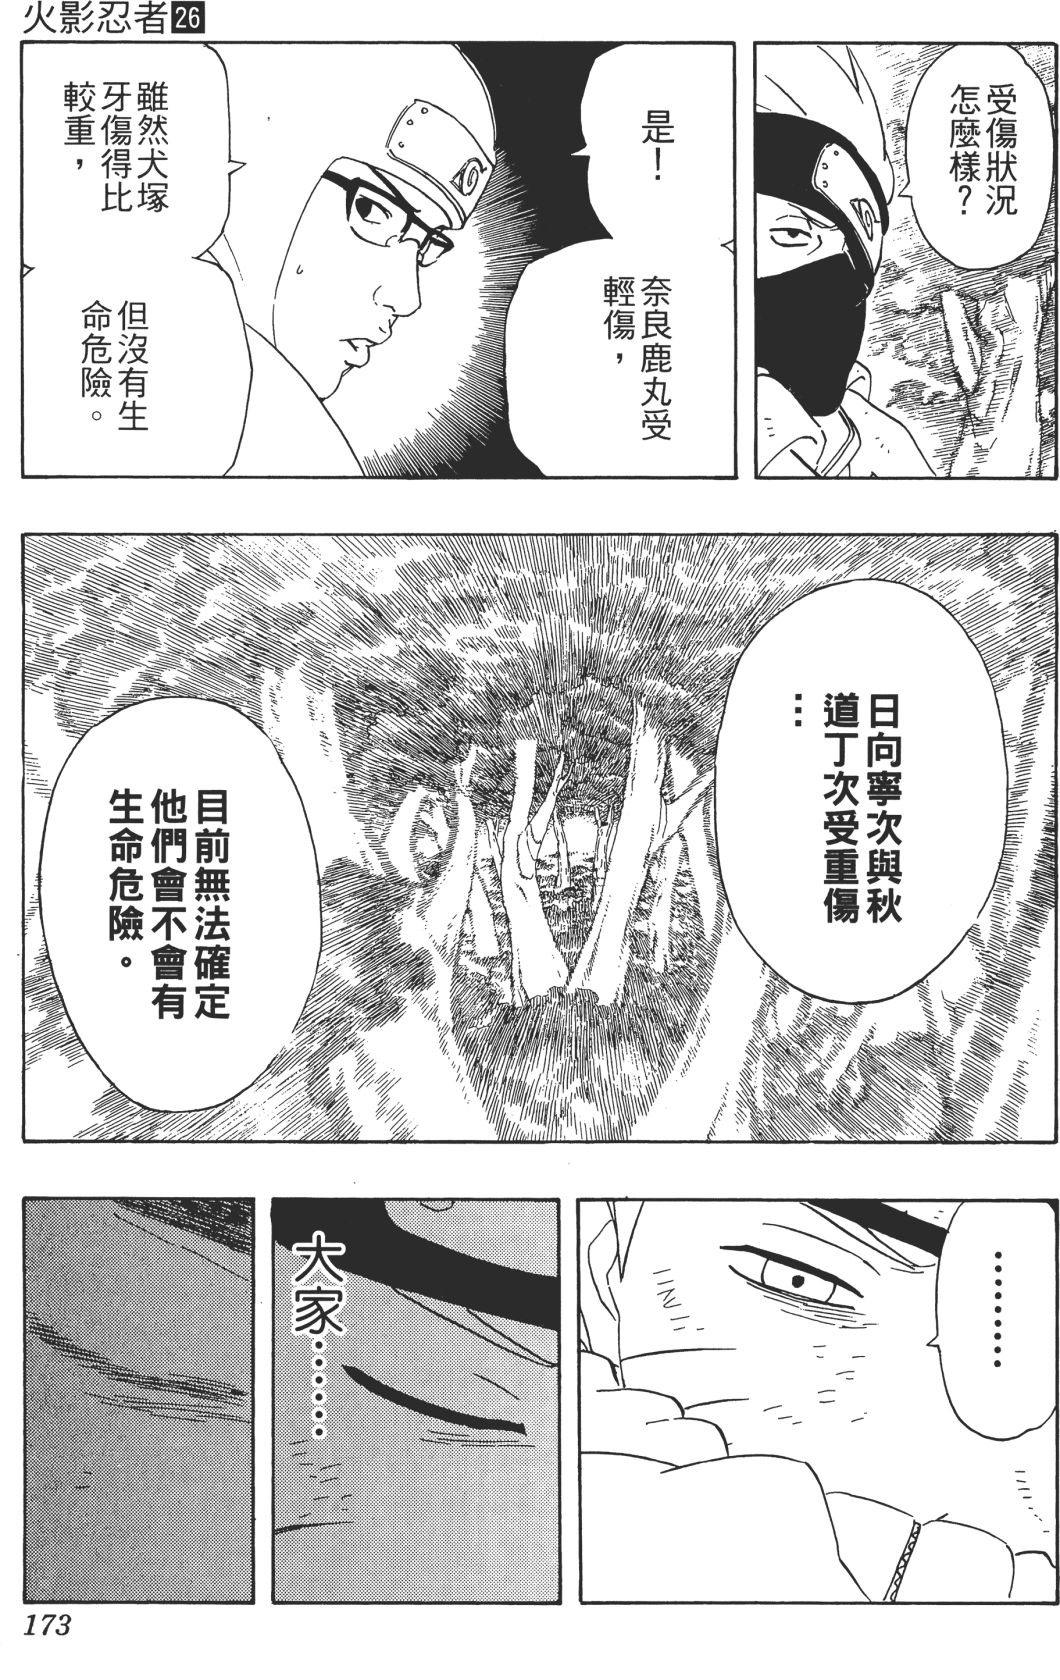 火影忍者26
受傷狀況
怎麼樣？
是！
奈良鹿丸受
輕傷，
雖然犬塚
牙傷得比
較重，
但沒有生
命危險。
日向寧次與秋
道丁次受重傷
…
目前無法確定
他們會不會有
生命危險。
………
大家……
173